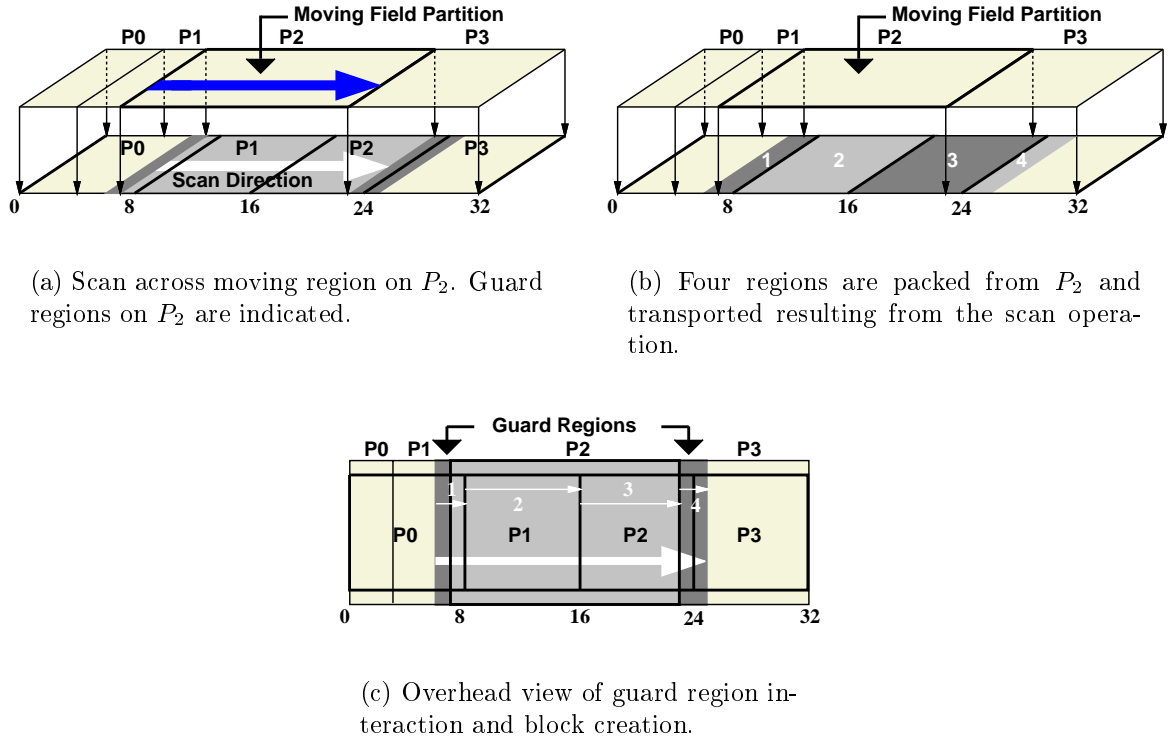 Moving Field Partition
P0 P1 P2 P3
P0 P1 P2 P3
Scan Direction
0 8 16 24 32
(a) Scan across moving region on P2. Guard
regions on P2 are indicated.
Moving Field Partition
P0 P1 P2 P3
1 2 3 4
0 8 16 24 32
(b) Four regions are packed from P2 and
transported resulting from the scan opera-
tion.
Guard Regions
P0 P1 P2 P3
1 2 3 4
P0 P1 P2 P3
0 8 16 24 32
(c) Overhead view of guard region in-
teraction and block creation.